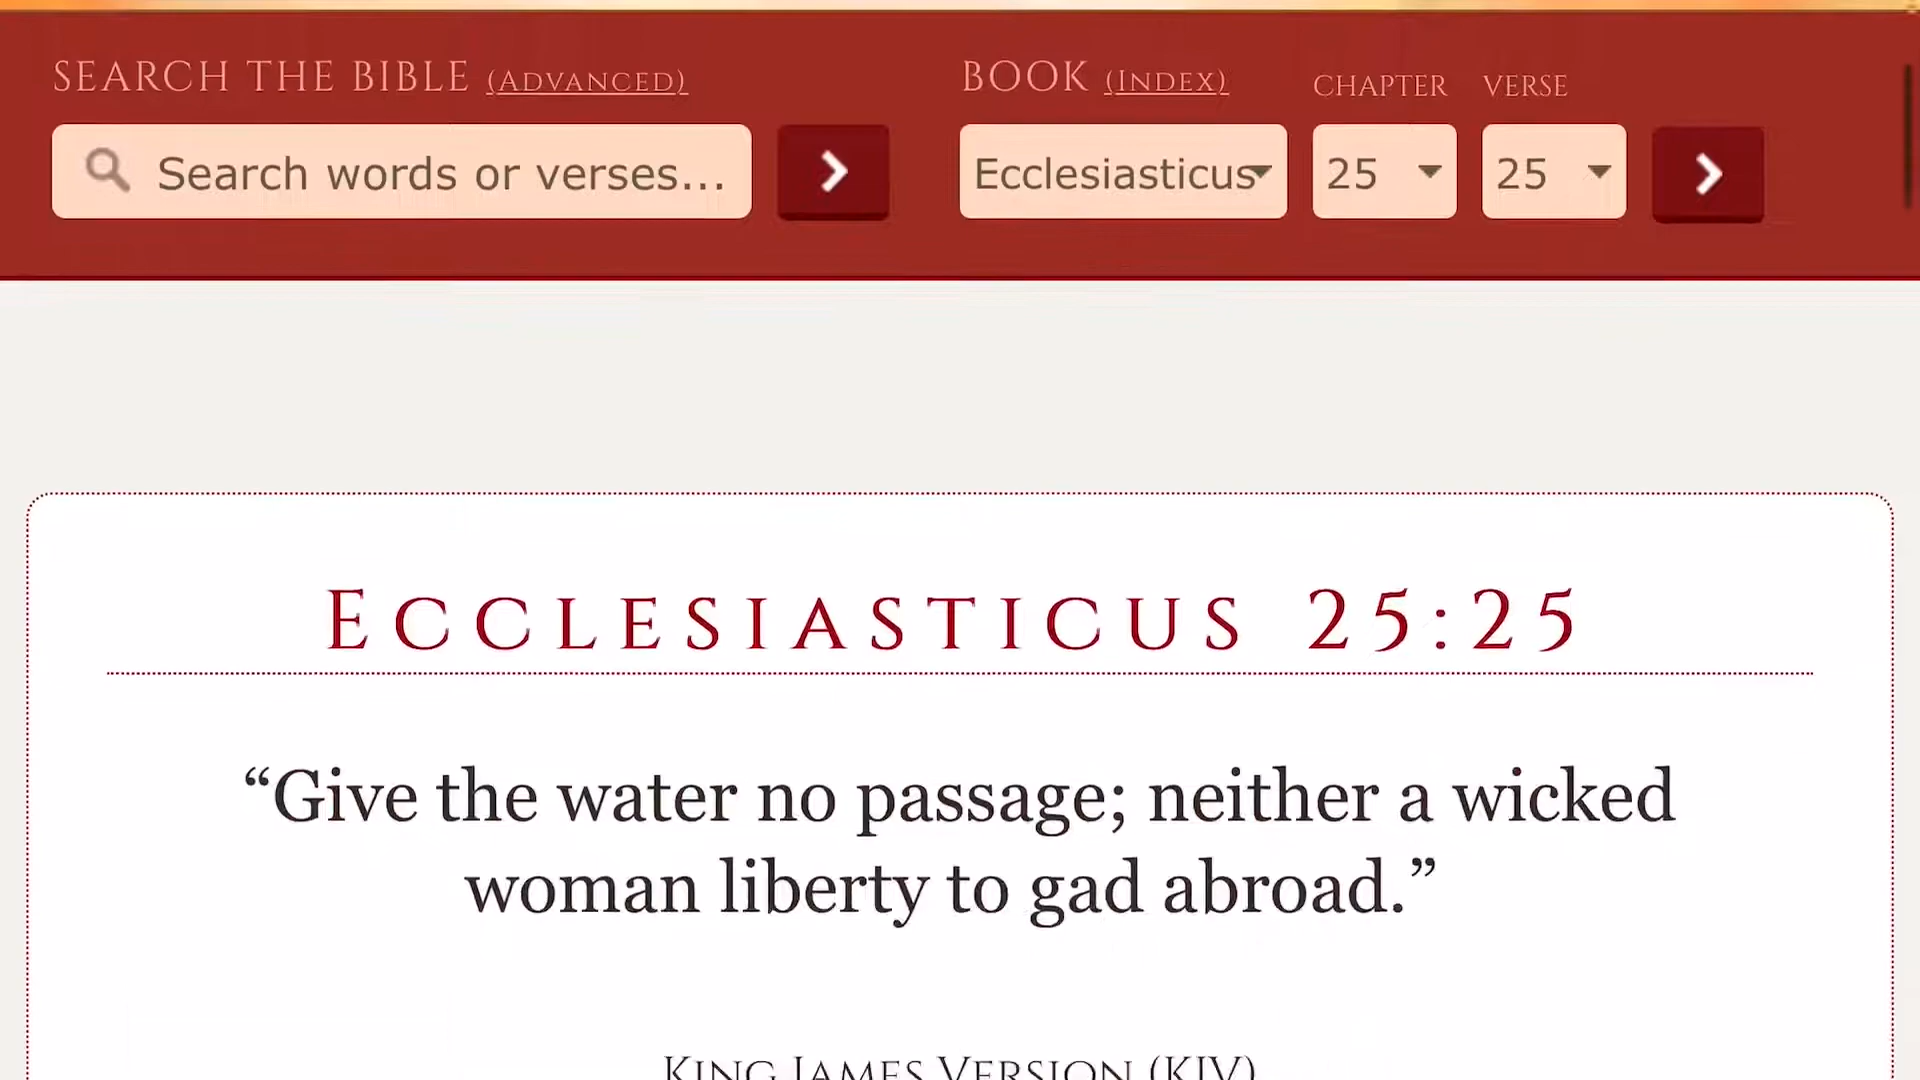 SEARCH THE BIBLE (ADVANCED) BOOK (INDEX) CHAPTER VERSE
Search words or verses... Ecclesiasticus 25 25
ECCLESIASTICUS 25:25
“Give the water no passage; neither a wicked
woman liberty to gad abroad.”
KING JAMES VERSION (KJV)